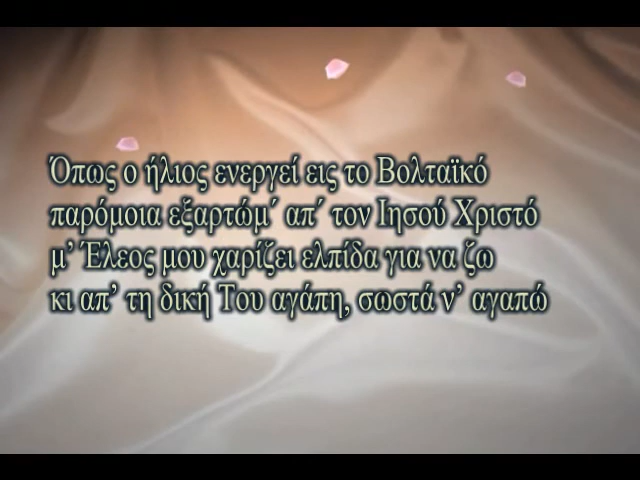 Όπως ο ήλιος ενεργεί εις το Βολταϊκό
παρόμοια εξαρτώμ΄ απ΄ τον Ιησού Χριστό
μ’ Έλεος μου χαρίζει ελπίδα για να ζω
κι απ’ τη δική Του αγάπη, σωστά ν’ αγαπώ